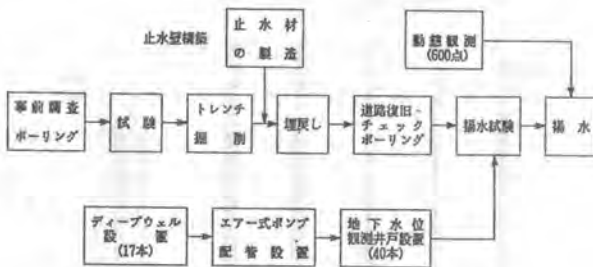 止水壁構築
止水材
の製造
動態観測
(600点)
事前調査
ボーリング
試験
トレンチ
掘削
埋戻し
道路復旧・
チェック
ボーリング
揚水試験
揚水
ディープウェル
設置
(17本)
エアー式ポンプ
配管設置
地下水位
観測井戸設置
(40本)